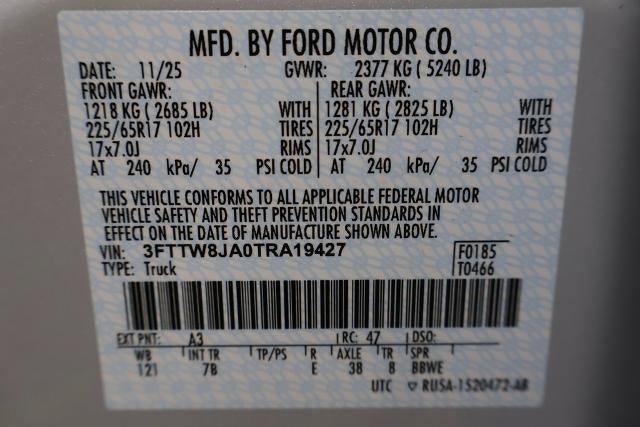 MFD. BY FORD MOTOR CO.
DATE: 11/25 GVWR: 2377 KG ( 5240 LB)
FRONT GAWR: REAR GAWR:
1218 KG ( 2685 LB) WITH 1281 KG ( 2825 LB) WITH
225/65R17 102H TIRES 225/65R17 102H TIRES
17x7.0J RIMS 17x7.0J RIMS
AT 240 kPa/ 35 PSI COLD AT 240 kPa/ 35 PSI COLD
THIS VEHICLE CONFORMS TO ALL APPLICABLE FEDERAL MOTOR
VEHICLE SAFETY AND THEFT PREVENTION STANDARDS IN
EFFECT ON THE DATE OF MANUFACTURE SHOWN ABOVE.
VIN: 3FTTW8JA0TRA19427 F0185
TYPE: Truck T0466
EXT PNT: A3 RC: 47 DSO:
WB INT TR TP/PS R AXLE TR SPR
121 7B E 38 8 BBWE
UTC ▽ RU5A-1520472-AB